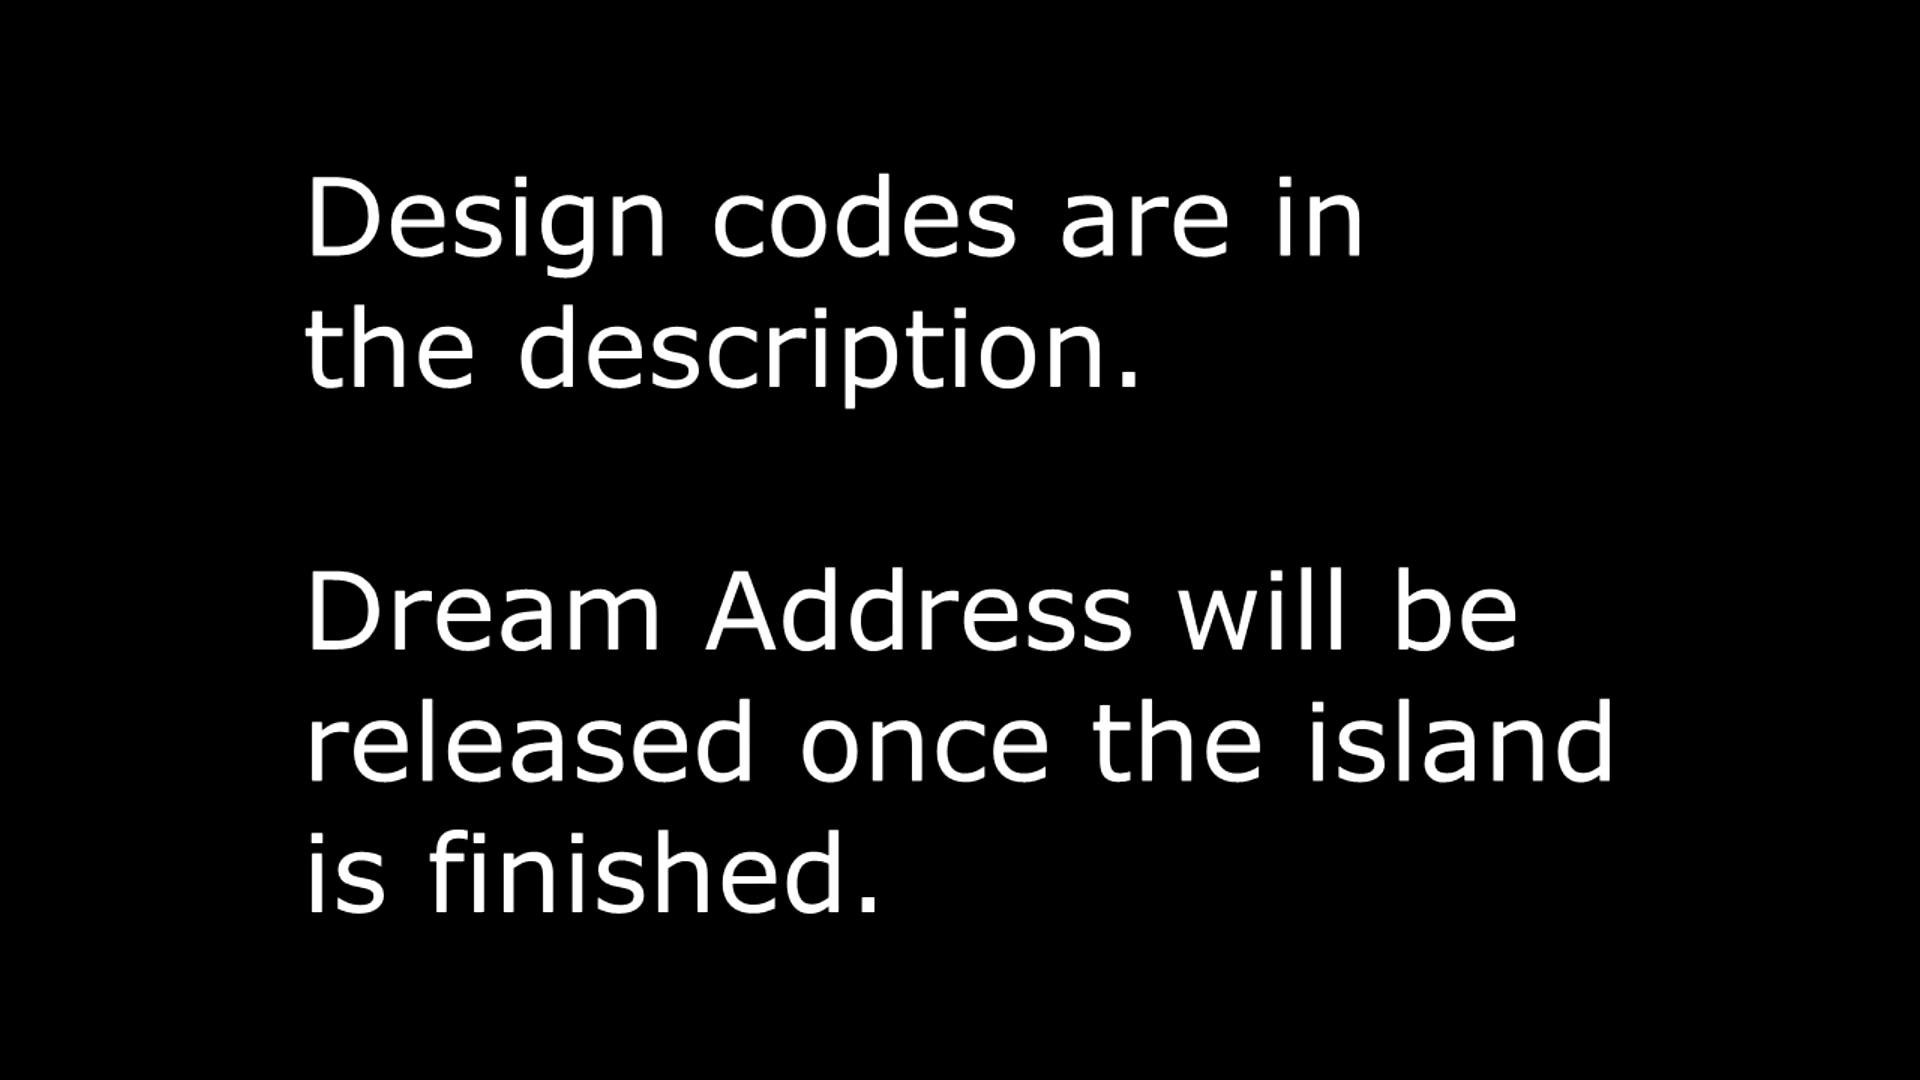 Design codes are in
the description.
Dream Address will be
released once the island
is finished.